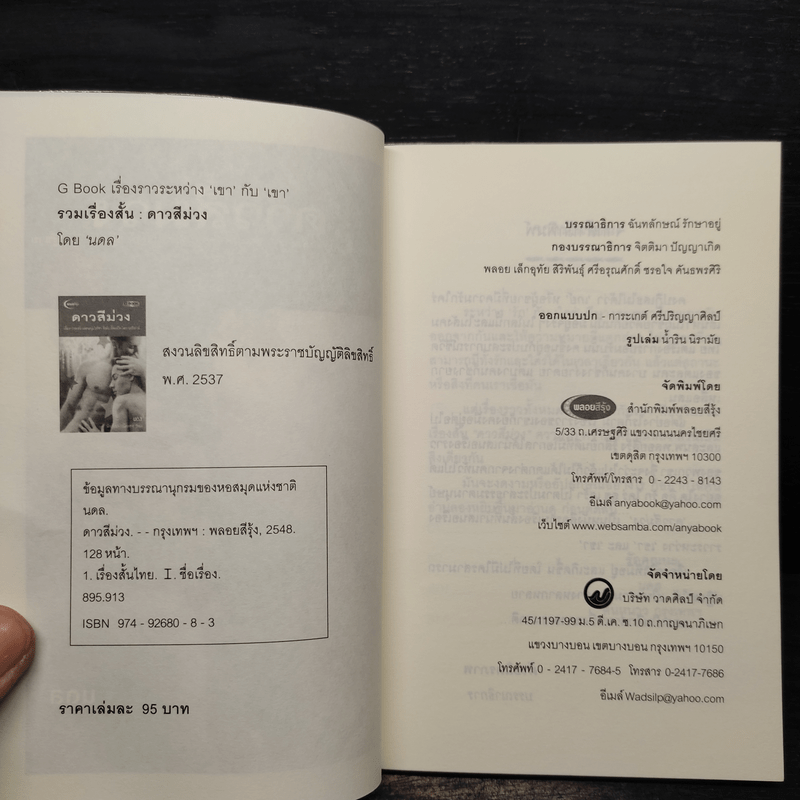 G Book เรื่องราวระหว่าง 'เขา' กับ 'เขา'
รวมเรื่องสั้น : ดาวสีม่วง
โดย 'นดล'
ดาวสีม่วง
สงวนลิขสิทธิ์ตามพระราชบัญญัติลิขสิทธิ์
พ.ศ. 2537
ข้อมูลทางบรรณานุกรมของหอสมุดแห่งชาติ
นดล.
ดาวสีม่วง. - - กรุงเทพฯ : พลอยสีรุ้ง, 2548.
128 หน้า.
1. เรื่องสั้นไทย. I. ชื่อเรื่อง.
895.913
ISBN 974 - 92680 - 8 - 3
ราคาเล่มละ 95 บาท
บรรณาธิการ ฉันทลักษณ์ รักษาอยู่
กองบรรณาธิการ จิตติมา ปัญญาเกิด
พลอย เล็กอุทัย สิริพันธุ์ ศรีอรุณศักดิ์ ชรอใจ คันธพรศิริ
ออกแบบปก - การะเกต์ ศรีปริญญาศิลป์
รูปเล่ม น้ำริน นิรามัย
จัดพิมพ์โดย
พลอยสีรุ้ง สำนักพิมพ์พลอยสีรุ้ง
5/33 ถ.เศรษฐศิริ แขวงถนนนครไชยศรี
เขตดุสิต กรุงเทพฯ 10300
โทรศัพท์/โทรสาร 0 - 2243 - 8143
อีเมล์ anyabook@yahoo.com
เว็บไซต์ www.websamba.com/anyabook
จัดจำหน่ายโดย
บริษัท วาดศิลป์ จำกัด
45/1197-99 ม.5 ดี.เค. ซ.10 ถ.กาญจนาภิเษก
แขวงบางบอน เขตบางบอน กรุงเทพฯ 10150
โทรศัพท์ 0 - 2417 - 7684-5 โทรสาร 0-2417-7686
อีเมล์ Wadsilp@yahoo.com